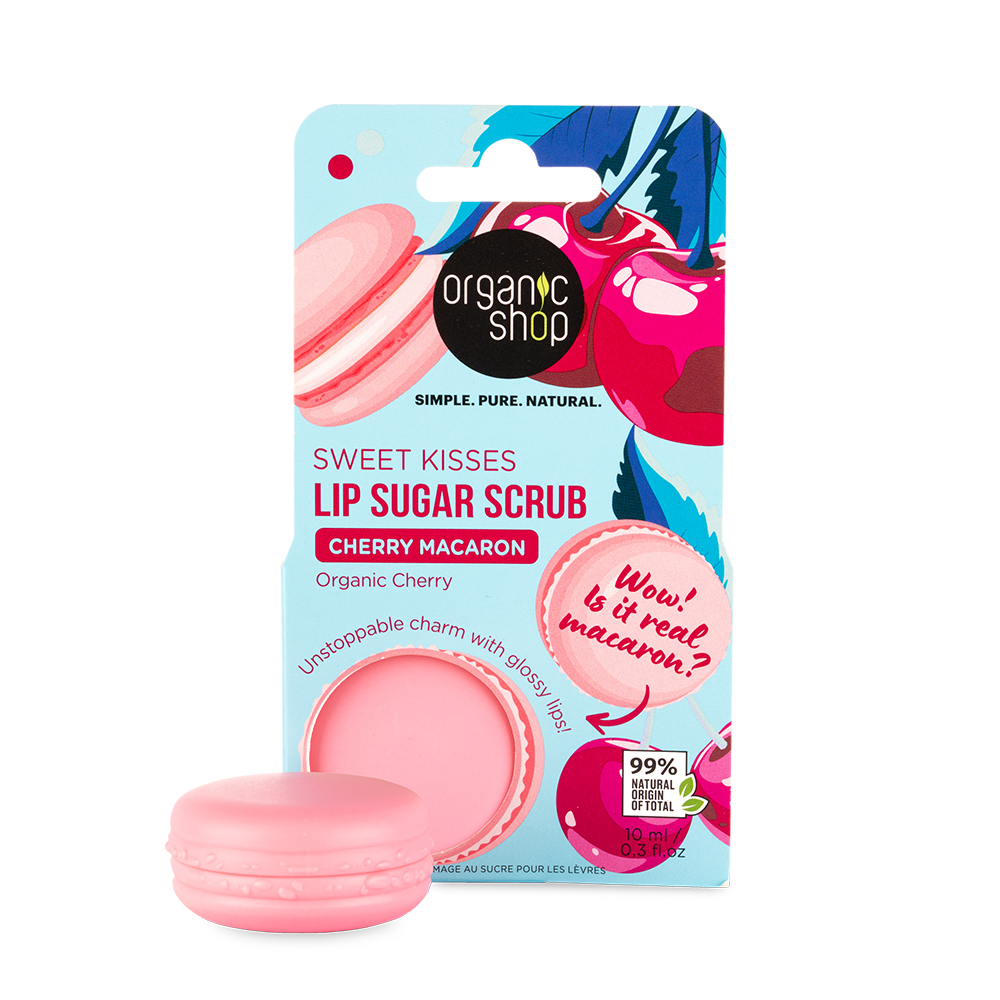 organic
shop
SIMPLE. PURE. NATURAL.
SWEET KISSES
LIP SUGAR SCRUB
CHERRY MACARON
Organic Cherry
Unstoppable charm with glossy lips!
Wow!
Is it real
macaron?
99%
NATURAL
ORIGIN
OF TOTAL
10 ml /
0,3 fl.oz
AU SUCRE POUR LES LÈVRES